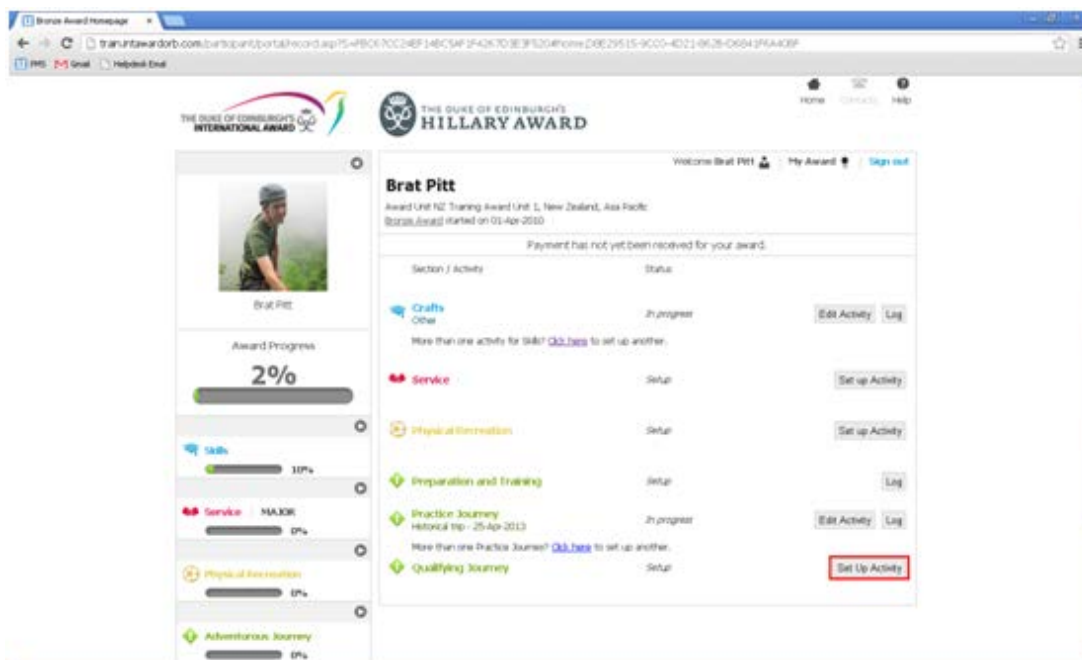 Bronze Award Homepage
PMS Gmail Helpdesk Email
Home Contacts Help
THE DUKE OF EDINBURGH'S
INTERNATIONAL AWARD
THE DUKE OF EDINBURGH'S
HILLARY AWARD
Welcome Brat Pitt My Award Sign out
Brat Pitt
Award Unit NZ Training Award Unit 1, New Zealand, Asia Pacific
Bronze Award started on 01-Apr-2010
Payment has not yet been received for your award.
Section / Activity Status
Crafts
Other
In progress
Edit Activity Log
More than one activity for Skills? Click here to set up another.
Service Setup Set up Activity
Physical Recreation Setup Set up Activity
Preparation and Training Setup Log
Practice Journey
Historical trip - 25-Apr-2013
In progress
Edit Activity Log
More than one Practice Journey? Click here to set up another.
Qualifying Journey Setup Set Up Activity
Brat Pitt
Award Progress
2%
Skills
10%
Service MAJOR
0%
Physical Recreation
0%
Adventurous Journey
0%